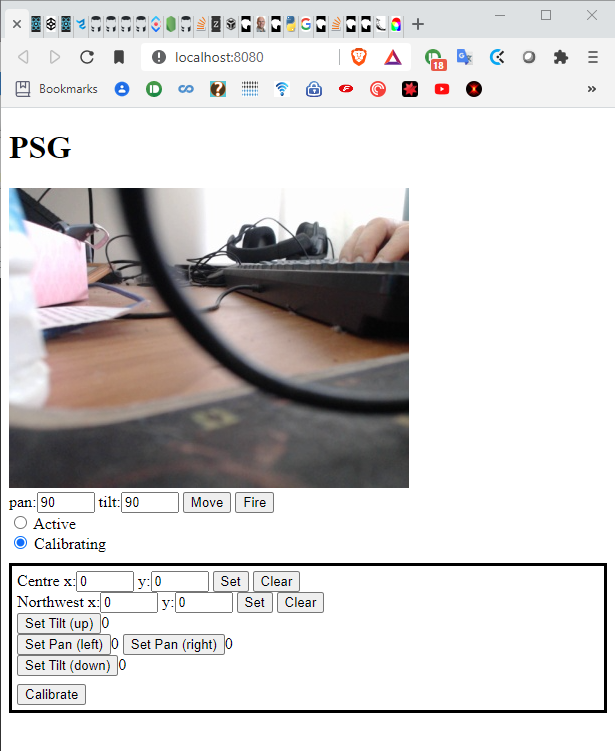 localhost:8080
18
Bookmarks
»
PSG
pan: 90 tilt: 90 Move Fire
Active
Calibrating
Centre x: 0 y: 0 Set Clear
Northwest x: 0 y: 0 Set Clear
Set Tilt (up) 0
Set Pan (left) 0 Set Pan (right) 0
Set Tilt (down) 0
Calibrate